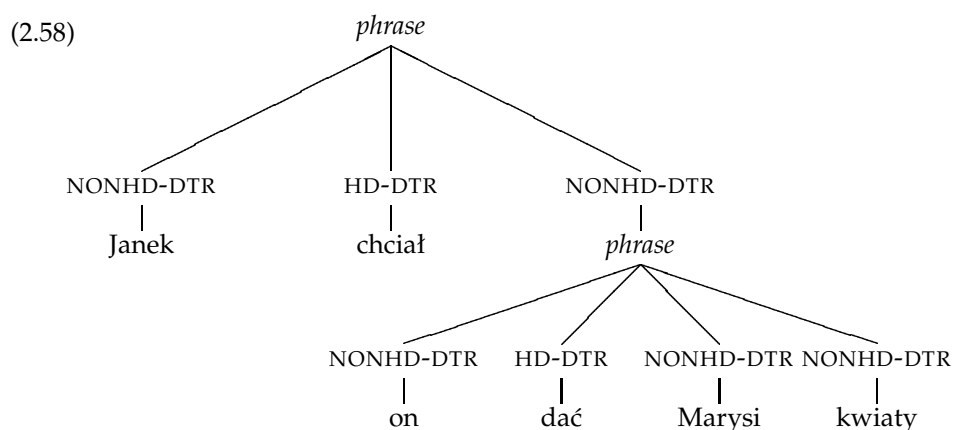 (2.58)
phrase
NONHD-DTR HD-DTR NONHD-DTR
Janek chciał phrase
NONHD-DTR HD-DTR NONHD-DTR NONHD-DTR
on dać Marysi kwiaty